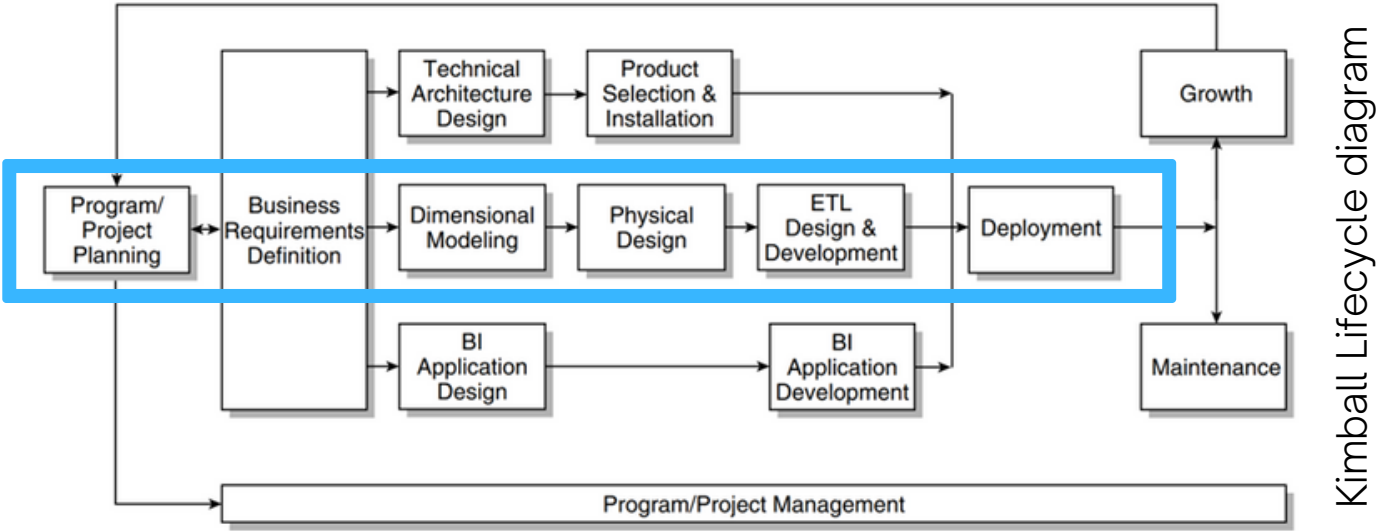 Technical
Architecture
Design
Product
Selection &
Installation
Growth
Program/
Project
Planning
Business
Requirements
Definition
Dimensional
Modeling
Physical
Design
ETL
Design &
Development
Deployment
BI
Application
Design
BI
Application
Development
Maintenance
Program/Project Management
Kimball Lifecycle diagram